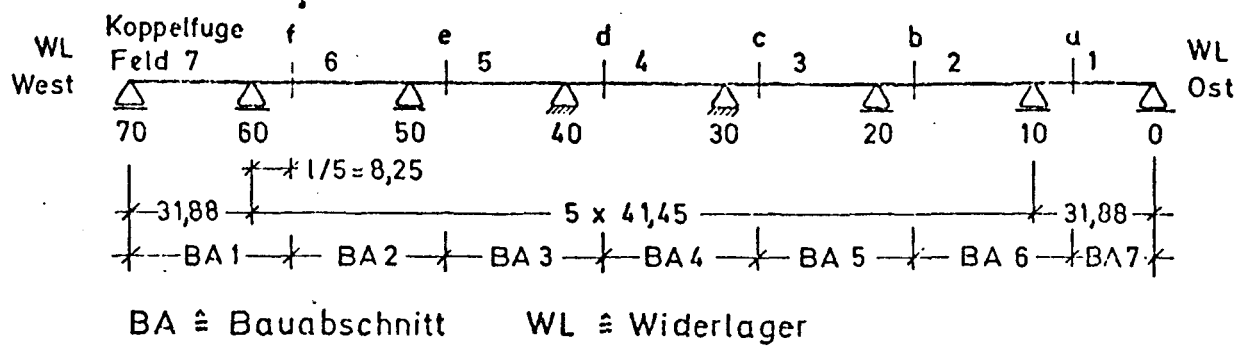 Koppelfuge f e d c b a
WL Feld 7 6 5 4 3 2 1 WL
West Ost
70 60 50 40 30 20 10 0
l/5 ≙ 8,25
31,88 5 x 41,45 31,88
BA 1 BA 2 BA 3 BA 4 BA 5 BA 6 BA 7
BA ≙ Bauabschnitt WL ≙ Widerlager